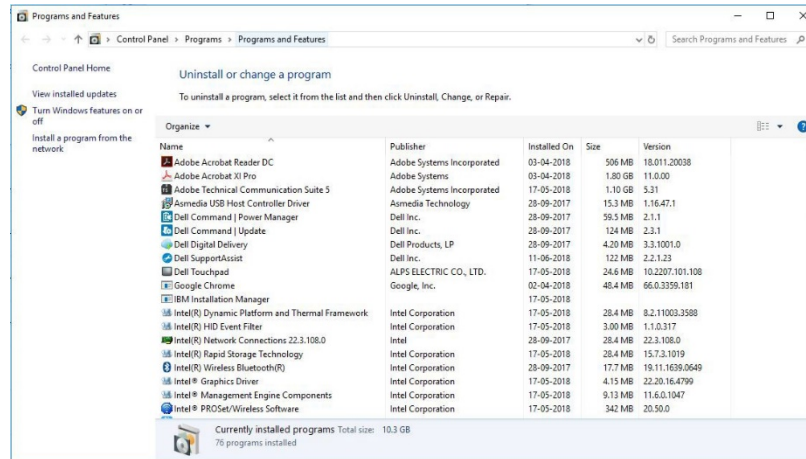 Programs and Features
Control Panel > Programs > Programs and Features
Search Programs and Features
Control Panel Home
View installed updates
Turn Windows features on or
off
Install a program from the
network
Uninstall or change a program
To uninstall a program, select it from the list and then click Uninstall, Change, or Repair.
Organize
Name Publisher Installed On Size Version
Adobe Acrobat Reader DC Adobe Systems Incorporated 03-04-2018 506 MB 18.011.20038
Adobe Acrobat XI Pro Adobe Systems 03-04-2018 1.80 GB 11.0.00
Adobe Technical Communication Suite 5 Adobe Systems Incorporated 17-05-2018 1.10 GB 5.31
Asmedia USB Host Controller Driver Asmedia Technology 28-09-2017 15.3 MB 1.16.47.1
Dell Command | Power Manager Dell Inc. 28-09-2017 59.5 MB 2.1.1
Dell Command | Update Dell Inc. 28-09-2017 124 MB 2.3.1
Dell Digital Delivery Dell Products, LP 28-09-2017 4.20 MB 3.3.1001.0
Dell SupportAssist Dell Inc. 11-06-2018 122 MB 2.2.1.23
Dell Touchpad ALPS ELECTRIC CO., LTD. 17-05-2018 24.6 MB 10.2207.101.108
Google Chrome Google, Inc. 02-04-2018 48.4 MB 66.0.3359.181
IBM Installation Manager 17-05-2018
Intel(R) Dynamic Platform and Thermal Framework Intel Corporation 17-05-2018 28.4 MB 8.2.11003.3588
Intel(R) HID Event Filter Intel Corporation 17-05-2018 3.00 MB 1.1.0.317
Intel(R) Network Connections 22.3.108.0 Intel 28-09-2017 28.4 MB 22.3.108.0
Intel(R) Rapid Storage Technology Intel Corporation 17-05-2018 28.4 MB 15.7.3.1019
Intel(R) Wireless Bluetooth(R) Intel Corporation 28-09-2017 17.7 MB 19.11.1639.0649
Intel® Graphics Driver Intel Corporation 17-05-2018 4.15 MB 22.20.16.4799
Intel® Management Engine Components Intel Corporation 17-05-2018 9.13 MB 11.6.0.1047
Intel® PROSet/Wireless Software Intel Corporation 17-05-2018 342 MB 20.50.0
Currently installed programs Total size: 10.3 GB
76 programs installed